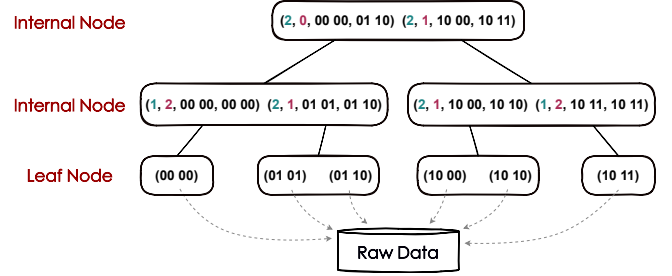 Internal Node (2, 0, 00 00, 01 10) (2, 1, 10 00, 10 11)
Internal Node (1, 2, 00 00, 00 00) (2, 1, 01 01, 01 10) (2, 1, 10 00, 10 10) (1, 2, 10 11, 10 11)
Leaf Node (00 00) (01 01) (01 10) (10 00) (10 10) (10 11)
Raw Data